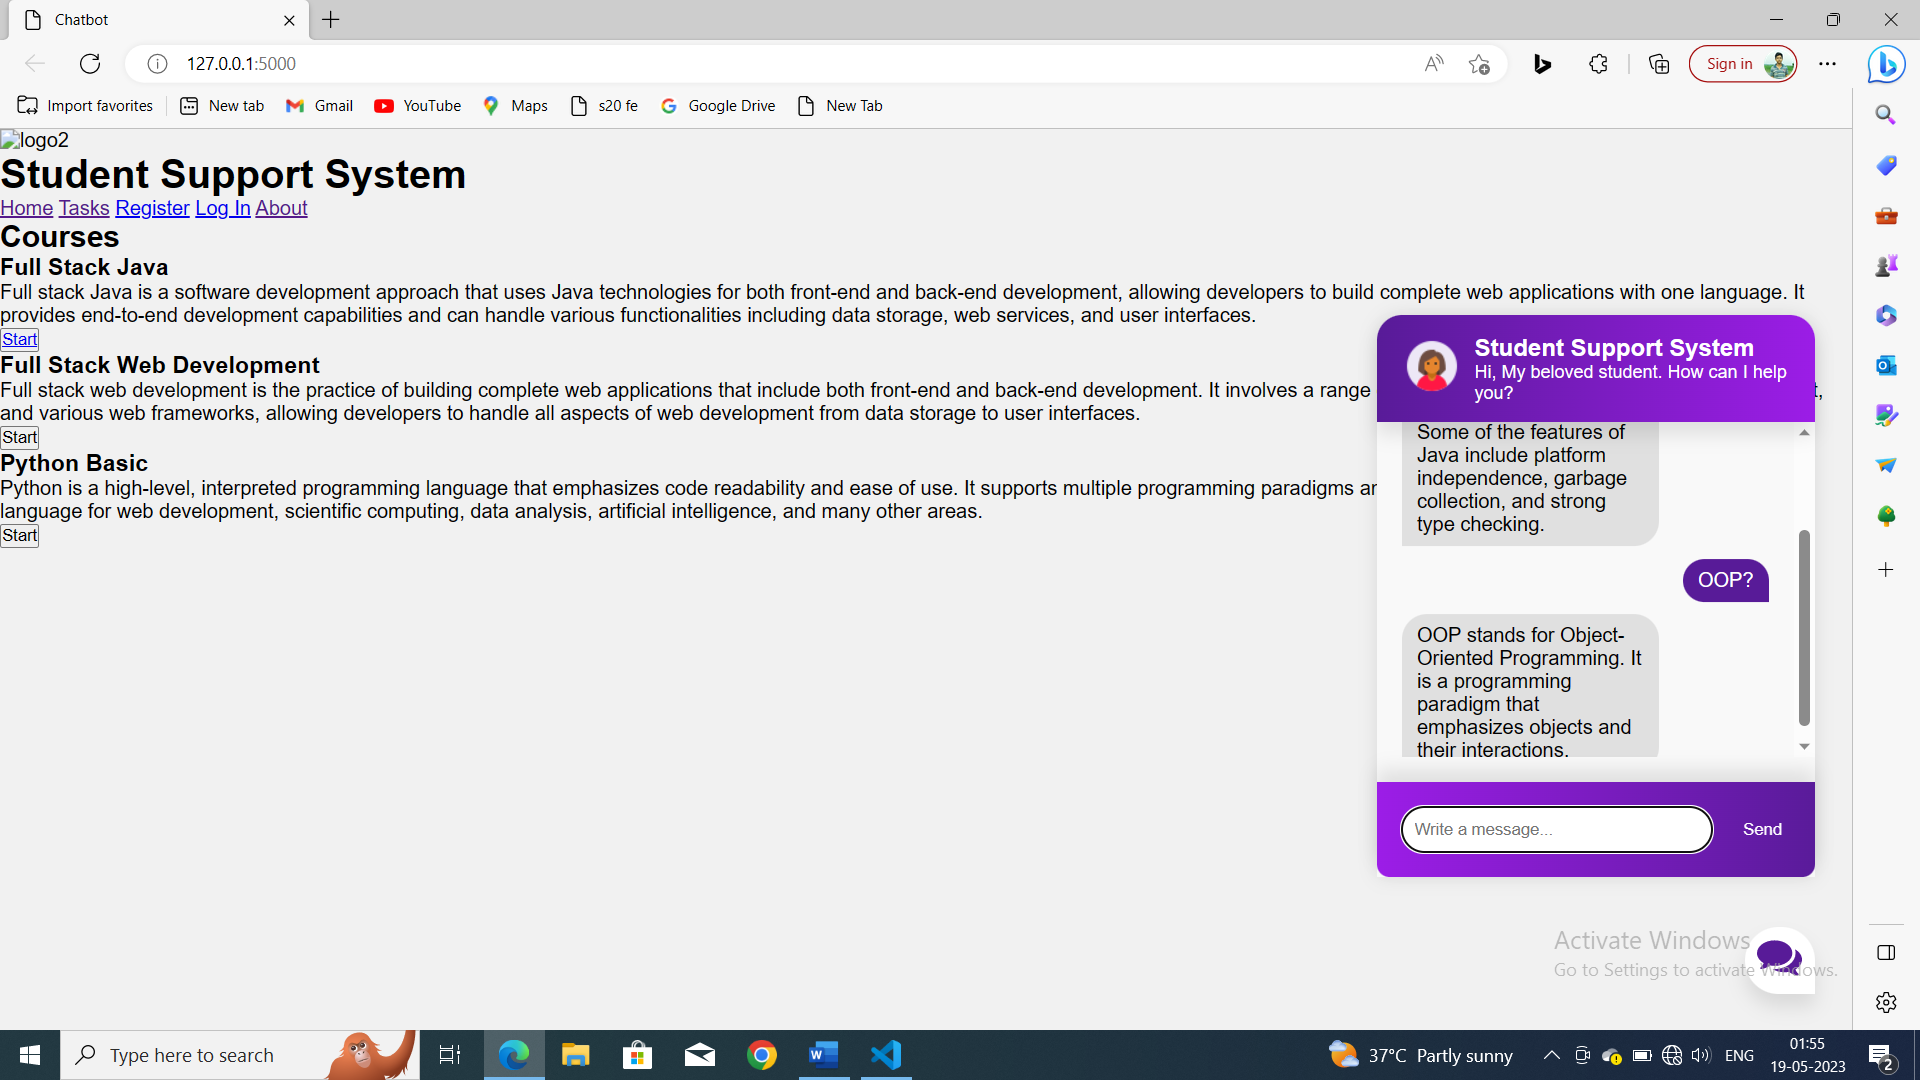 Chatbot
127.0.0.1:5000
Sign in
Import favorites
New tab
Gmail
YouTube
Maps
s20 fe
Google Drive
New Tab
logo2
Student Support System
Home Tasks Register Log In About
Courses
Full Stack Java
Full stack Java is a software development approach that uses Java technologies for both front-end and back-end development, allowing developers to build complete web applications with one language. It
provides end-to-end development capabilities and can handle various functionalities including data storage, web services, and user interfaces.
Start
Full Stack Web Development
Full stack web development is the practice of building complete web applications that include both front-end and back-end development. It involves a range
and various web frameworks, allowing developers to handle all aspects of web development from data storage to user interfaces.
Start
Python Basic
Python is a high-level, interpreted programming language that emphasizes code readability and ease of use. It supports multiple programming paradigms
language for web development, scientific computing, data analysis, artificial intelligence, and many other areas.
Start
Student Support System
Hi, My beloved student. How can I help
you?
Some of the features of
Java include platform
independence, garbage
collection, and strong
type checking.
OOP?
OOP stands for Object-
Oriented Programming. It
is a programming
paradigm that
emphasizes objects and
their interactions.
Write a message...
Send
Activate Windows
Go to Settings to activate Windows.
Type here to search
37°C Partly sunny
ENG
01:55
19-05-2023
2